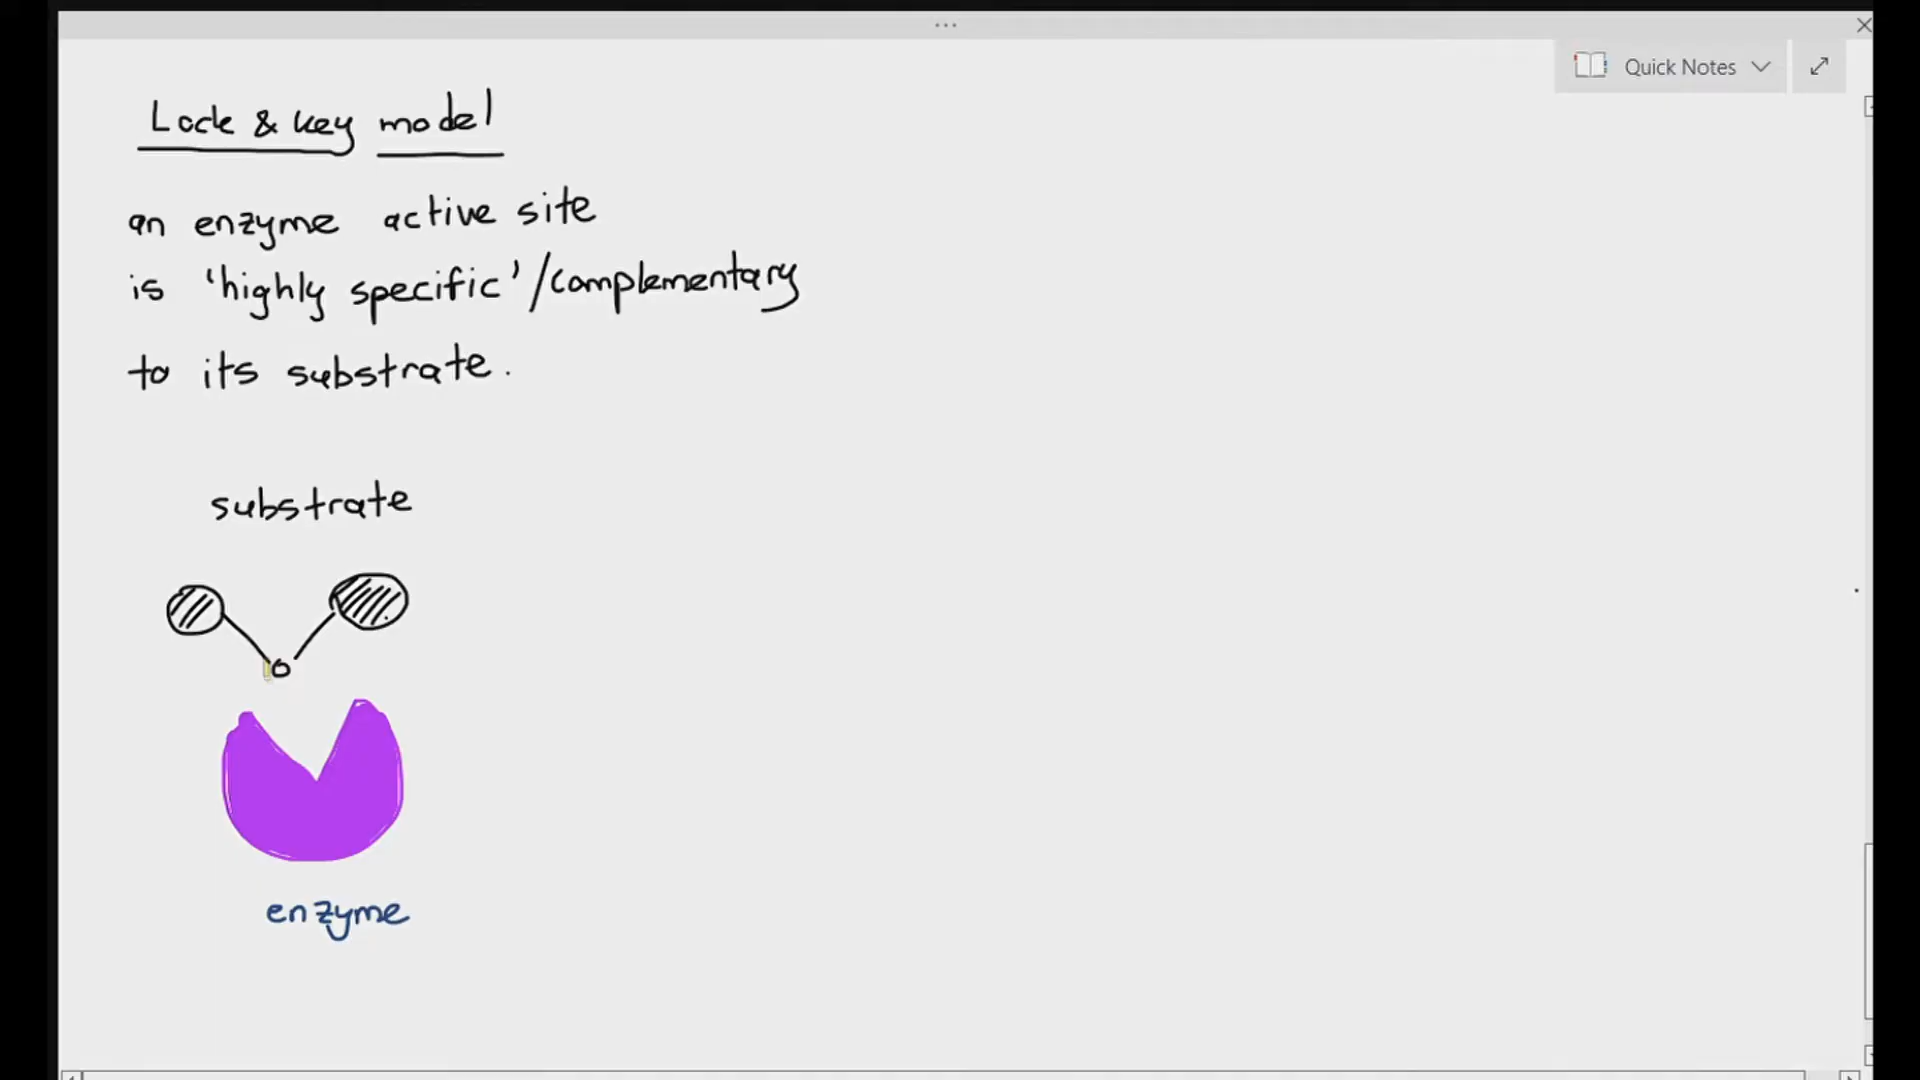 Quick Notes
Lock & key model
an enzyme active site
is 'highly specific'/complementary
to its substrate.
substrate
o
enzyme